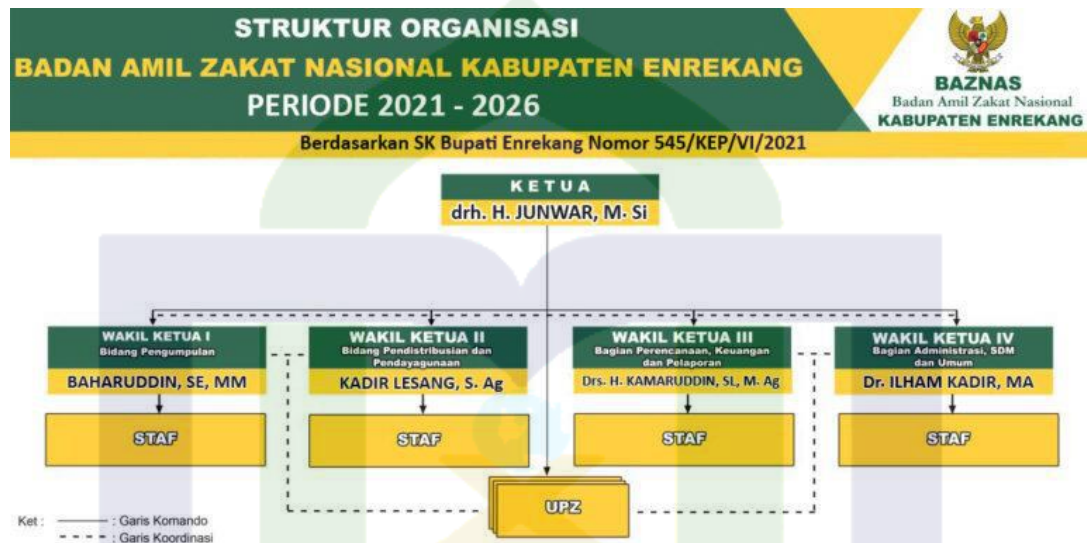 STRUKTUR ORGANISASI
BADAN AMIL ZAKAT NASIONAL KABUPATEN ENREKANG
PERIODE 2021 - 2026
BAZNAS
Badan Amil Zakat Nasional
KABUPATEN ENREKANG
Berdasarkan SK Bupati Enrekang Nomor 545/KEP/VI/2021
KETUA
drh. H. JUNWAR, M. Si
WAKIL KETUA I
Bidang Pengumpulan
BAHARUDDIN, SE, MM
STAF
WAKIL KETUA II
Bidang Pendistribusian dan
Pendayagunaan
KADIR LESANG, S. Ag
STAF
WAKIL KETUA III
Bagian Perencanaan, Keuangan
dan Pelaporan
Drs. H. KAMARUDDIN, SL, M. Ag
STAF
WAKIL KETUA IV
Bagian Administrasi, SDM
dan Umum
Dr. ILHAM KADIR, MA
STAF
UPZ
Ket : : Garis Komando
: Garis Koordinasi